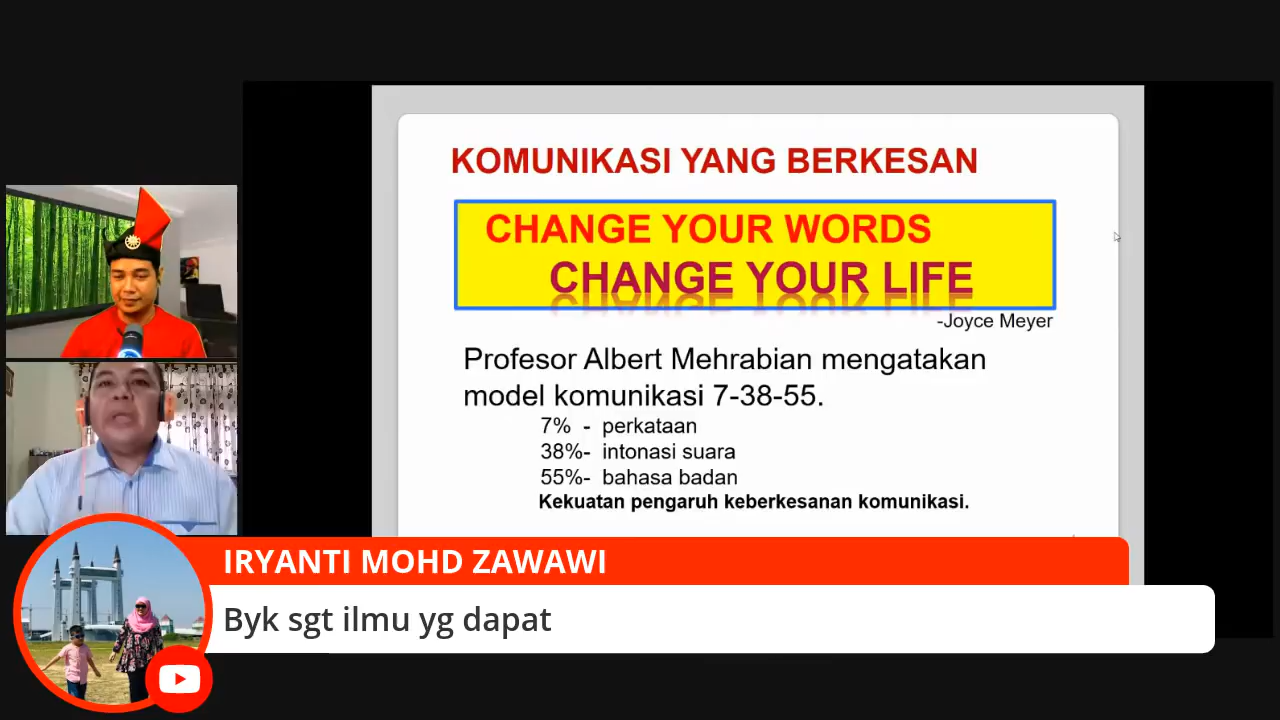 KOMUNIKASI YANG BERKESAN
CHANGE YOUR WORDS
CHANGE YOUR LIFE
-Joyce Meyer
Profesor Albert Mehrabian mengatakan
model komunikasi 7-38-55.
7% - perkataan
38%- intonasi suara
55%- bahasa badan
Kekuatan pengaruh keberkesanan komunikasi.
IRYANTI MOHD ZAWAWI
Byk sgt ilmu yg dapat